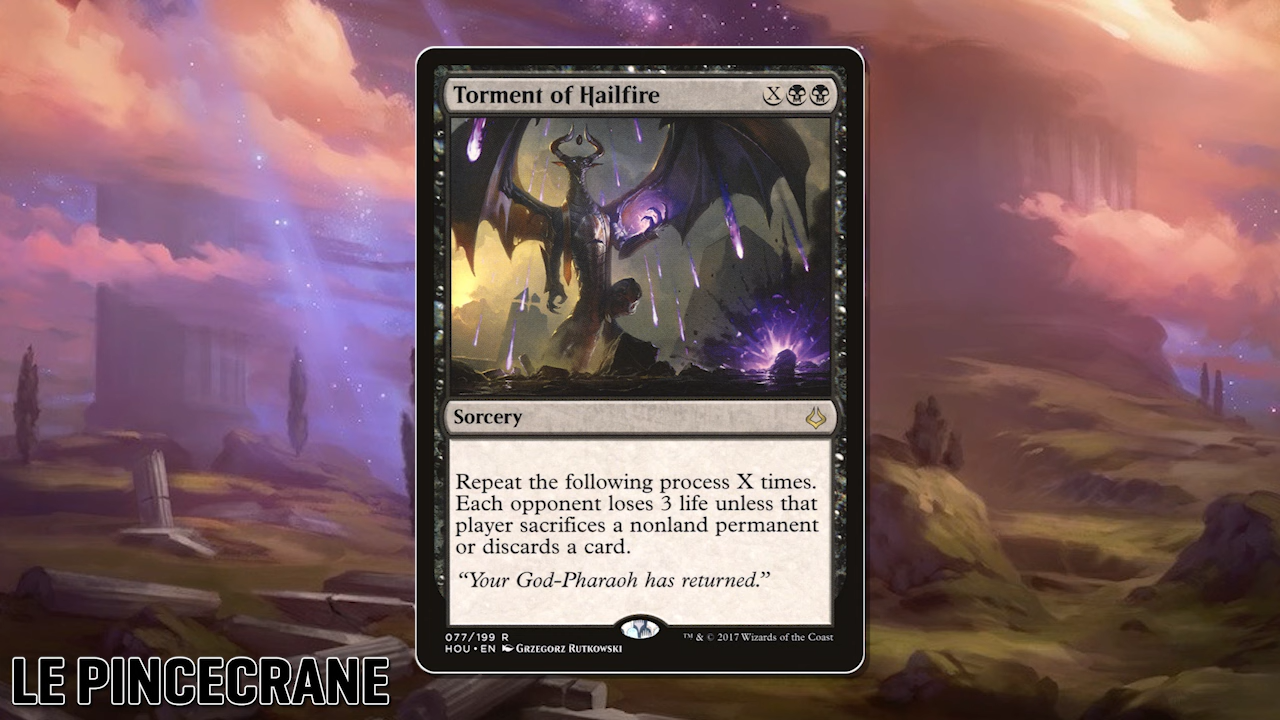 Torment of Hailfire X
Sorcery
Repeat the following process X times.
Each opponent loses 3 life unless that
player sacrifices a nonland permanent
or discards a card.
“Your God-Pharaoh has returned.”
077/199 R
HOU • EN Grzegorz Rutkowski
™ & © 2017 Wizards of the Coast
LE PINCECRANE